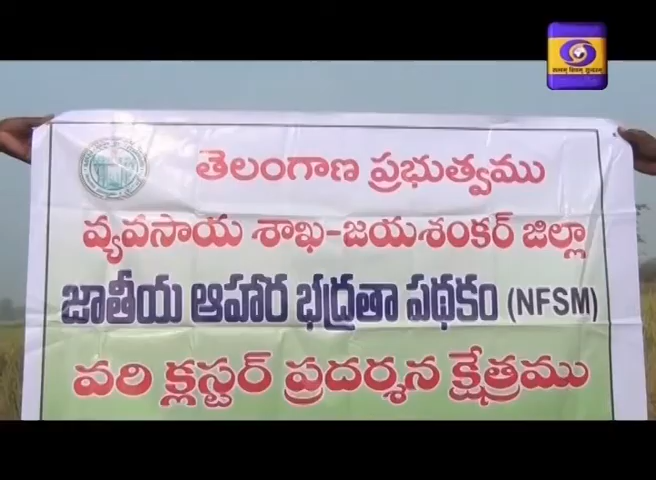 తెలంగాణ ప్రభుత్వము
వ్యవసాయ శాఖ-జయశంకర్ జిల్లా
జాతీయ ఆహార భద్రతా పథకం (NFSM)
వరి క్లస్టర్ ప్రదర్శన క్షేత్రము